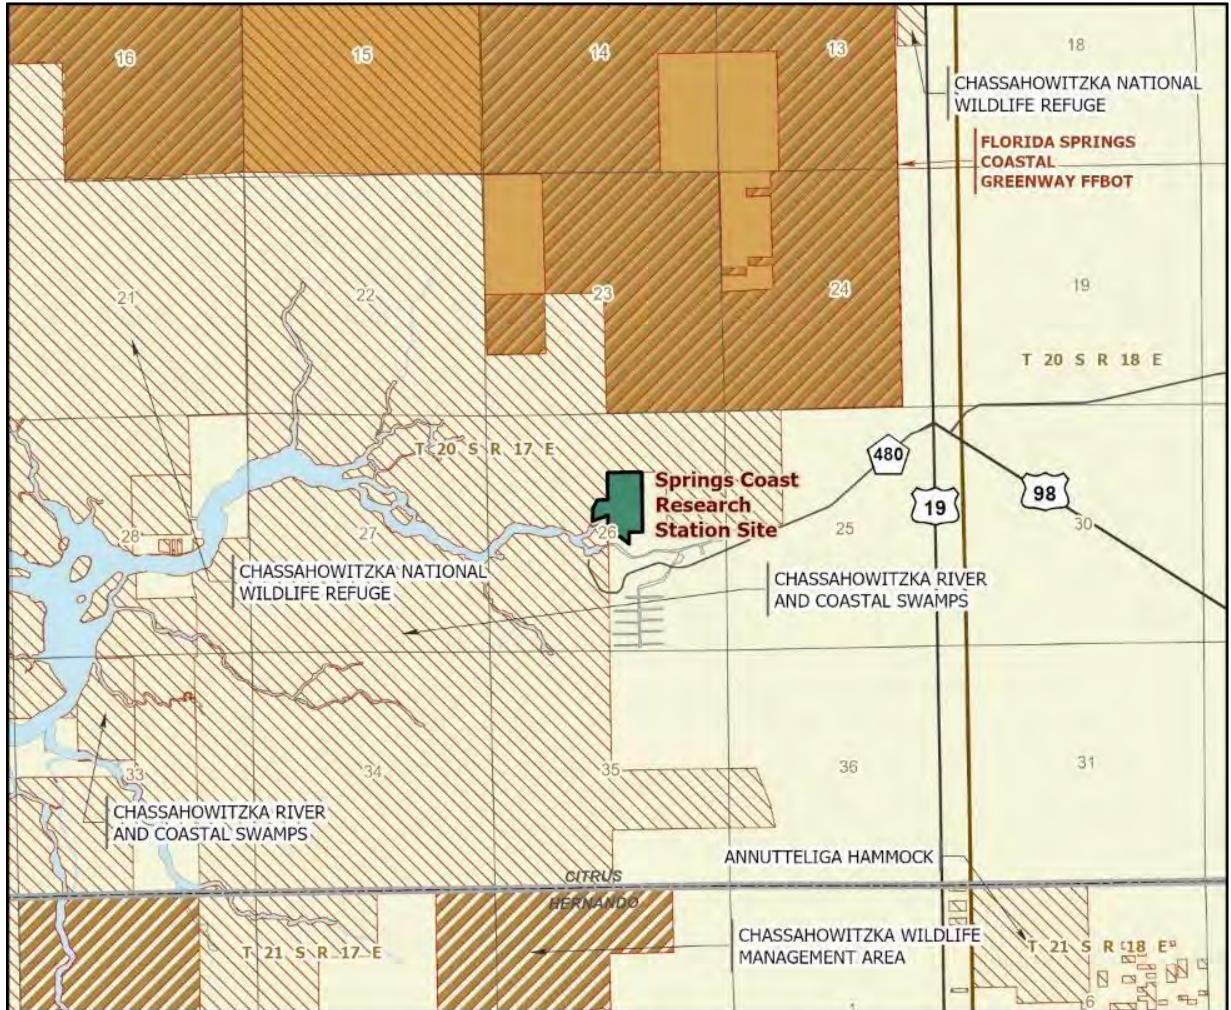 16
15
14
13
18
CHASSAHOWITZKA NATIONAL
WILDLIFE REFUGE
FLORIDA SPRINGS
COASTAL
GREENWAY FFBOT
21
22
23
24
19
T 20 S R 18 E
T 20 S R 17 E
480
19
98
Springs Coast
Research
Station Site
28
27
26
25
30
CHASSAHOWITZKA NATIONAL
WILDLIFE REFUGE
CHASSAHOWITZKA RIVER
AND COASTAL SWAMPS
33
34
35
36
31
CHASSAHOWITZKA RIVER
AND COASTAL SWAMPS
ANNUTTELIGA HAMMOCK
CITRUS
HERNANDO
T 21 S R 17 E
CHASSAHOWITZKA WILDLIFE
MANAGEMENT AREA
T 21 S R 18 E
6